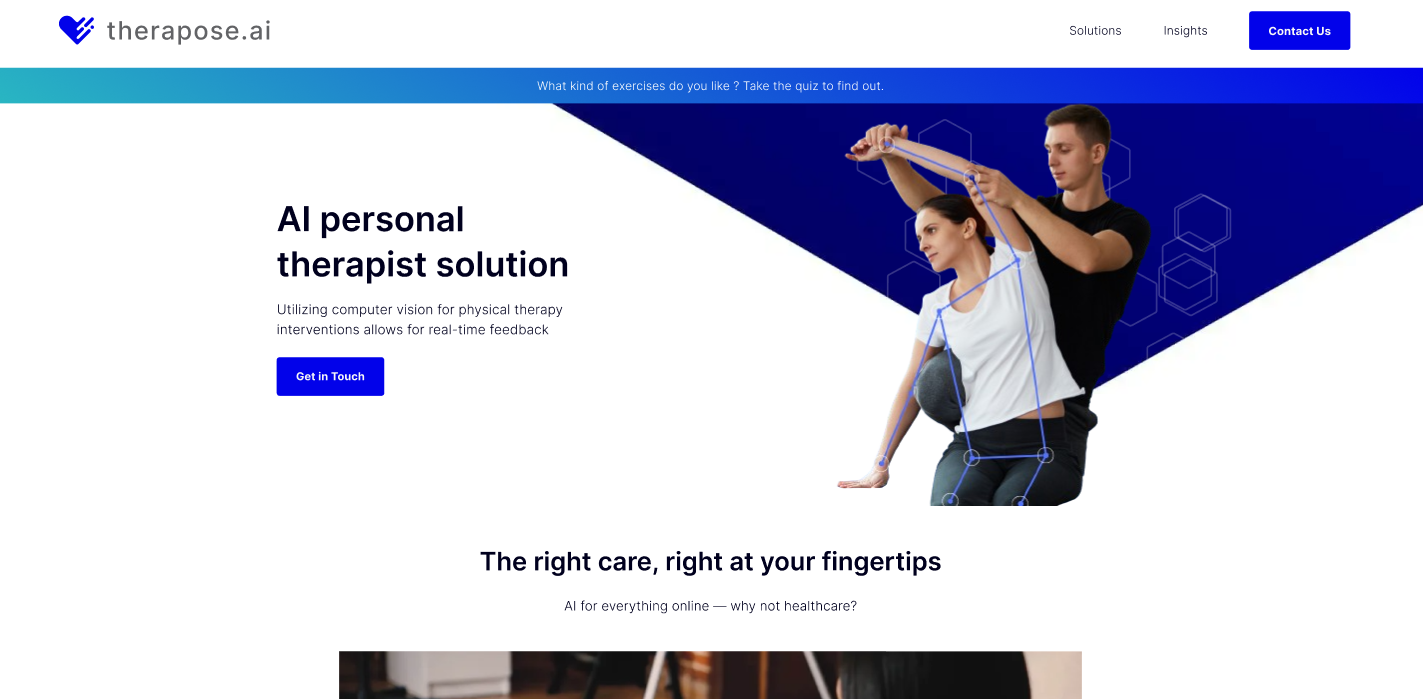 therapose.ai
Solutions
Insights
Contact Us
What kind of exercises do you like ? Take the quiz to find out.
AI personal
therapist solution
Utilizing computer vision for physical therapy
interventions allows for real-time feedback
Get in Touch
The right care, right at your fingertips
AI for everything online — why not healthcare?